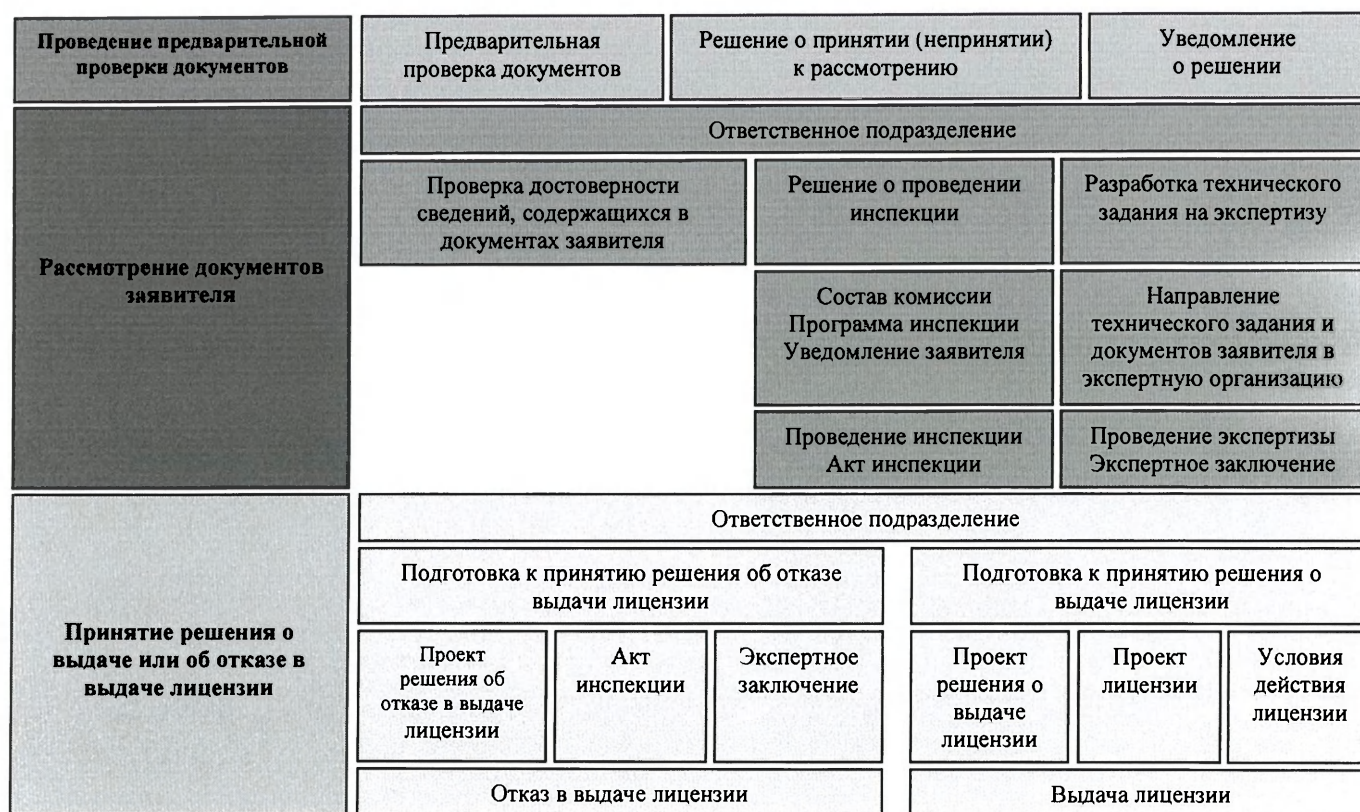 Проведение предварительной
проверки документов
Предварительная
проверка документов
Решение о принятии (непринятии)
к рассмотрению
Уведомление
о решении
Рассмотрение документов
заявителя
Ответственное подразделение
Проверка достоверности
сведений, содержащихся в
документах заявителя
Решение о проведении
инспекции
Разработка технического
задания на экспертизу
Состав комиссии
Программа инспекции
Уведомление заявителя
Направление
технического задания и
документов заявителя в
экспертную организацию
Проведение инспекции
Акт инспекции
Проведение экспертизы
Экспертное заключение
Принятие решения о
выдаче или об отказе в
выдаче лицензии
Ответственное подразделение
Подготовка к принятию решения об отказе
выдачи лицензии
Подготовка к принятию решения о
выдаче лицензии
Проект
решения об
отказе в выдаче
лицензии
Акт
инспекции
Экспертное
заключение
Проект
решения о
выдаче
лицензии
Проект
лицензии
Условия
действия
лицензии
Отказ в выдаче лицензии
Выдача лицензии